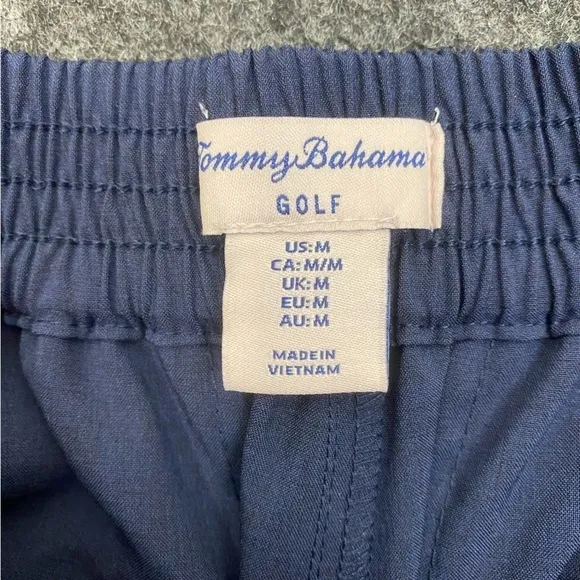 Tommy Bahama
GOLF
US: M
CA: M/M
UK: M
EU: M
AU: M
MADE IN
VIETNAM